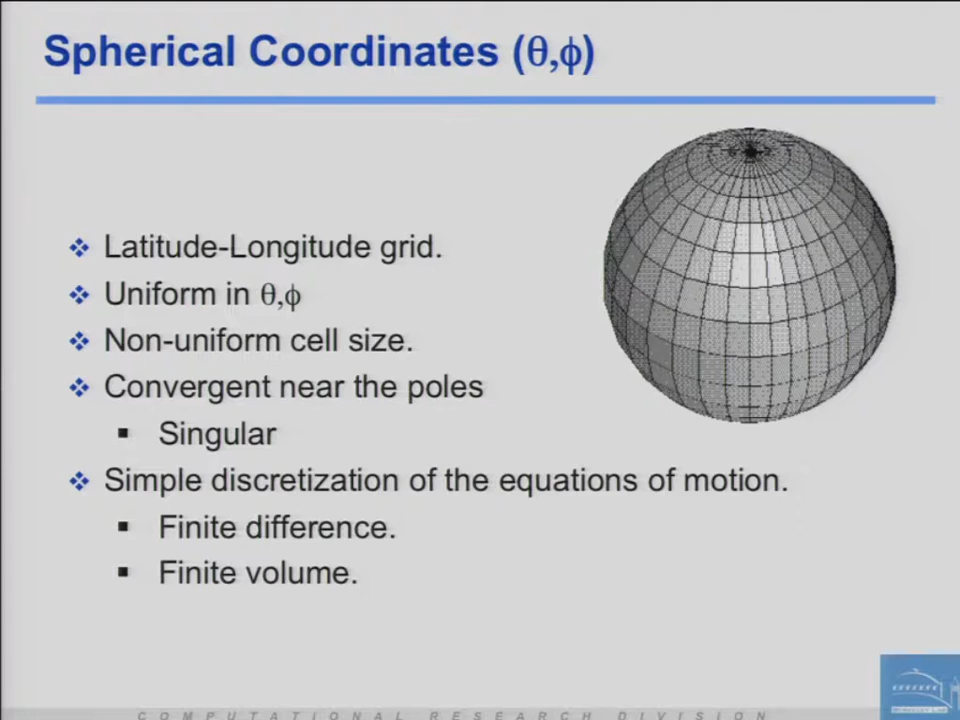 Spherical Coordinates (θ,ϕ)
Latitude-Longitude grid.
Uniform in θ,ϕ
Non-uniform cell size.
Convergent near the poles
Singular
Simple discretization of the equations of motion.
Finite difference.
Finite volume.
COMPUTATIONAL RESEARCH DIVISION